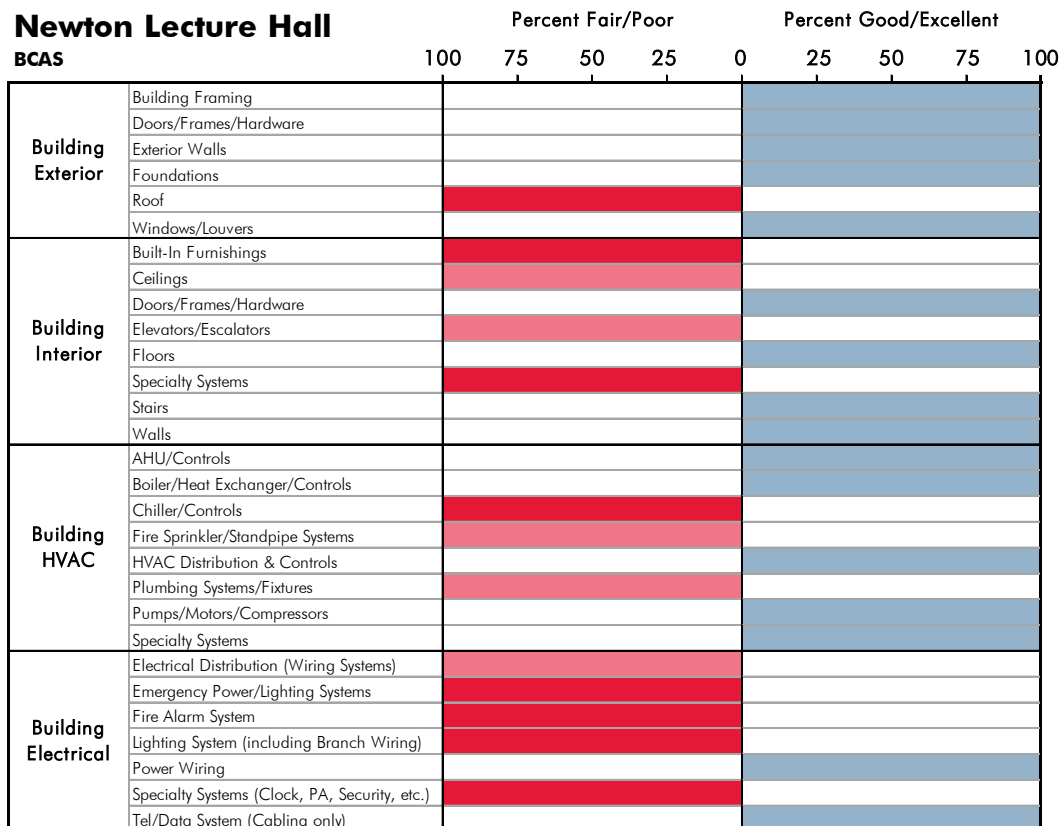 Newton Lecture Hall
Percent Fair/Poor
Percent Good/Excellent
BCAS
100 75 50 25 0 25 50 75 100
Building Exterior
Building Framing
Doors/Frames/Hardware
Exterior Walls
Foundations
Roof
Windows/Louvers
Building Interior
Built-In Furnishings
Ceilings
Doors/Frames/Hardware
Elevators/Escalators
Floors
Specialty Systems
Stairs
Walls
Building HVAC
AHU/Controls
Boiler/Heat Exchanger/Controls
Chiller/Controls
Fire Sprinkler/Standpipe Systems
HVAC Distribution & Controls
Plumbing Systems/Fixtures
Pumps/Motors/Compressors
Specialty Systems
Building Electrical
Electrical Distribution (Wiring Systems)
Emergency Power/Lighting Systems
Fire Alarm System
Lighting System (including Branch Wiring)
Power Wiring
Specialty Systems (Clock, PA, Security, etc.)
Tel/Data System (Cabling only)